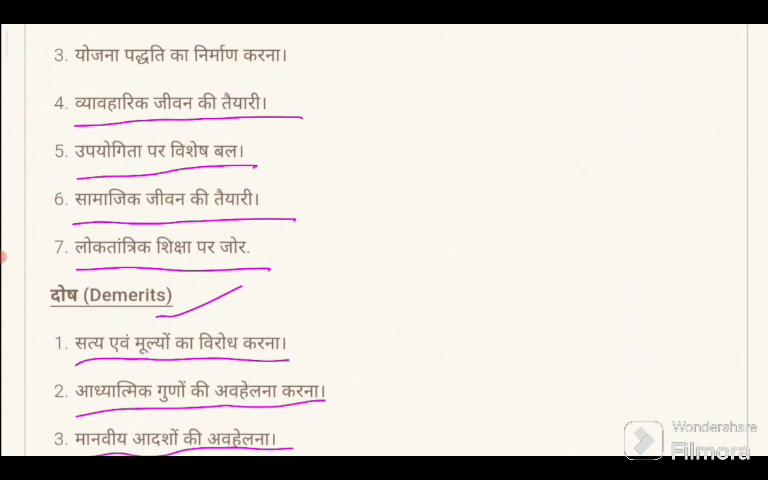 3. योजना पद्धति का निर्माण करना।
4. व्यावहारिक जीवन की तैयारी।
5. उपयोगिता पर विशेष बल।
6. सामाजिक जीवन की तैयारी।
7. लोकतांत्रिक शिक्षा पर जोर.
दोष (Demerits)
1. सत्य एवं मूल्यों का विरोध करना।
2. आध्यात्मिक गुणों की अवहेलना करना।
3. मानवीय आदर्शो की अवहेलना।
Wondershare
Filmora